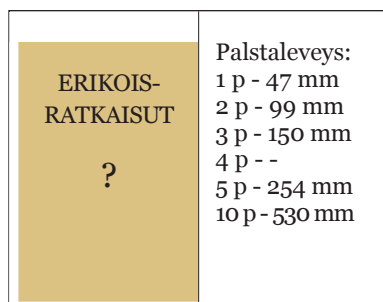 ERIKOIS-
RATKAISUT
?
Palstaleveys:
1 p - 47 mm
2 p - 99 mm
3 p - 150 mm
4 p - -
5 p - 254 mm
10 p - 530 mm